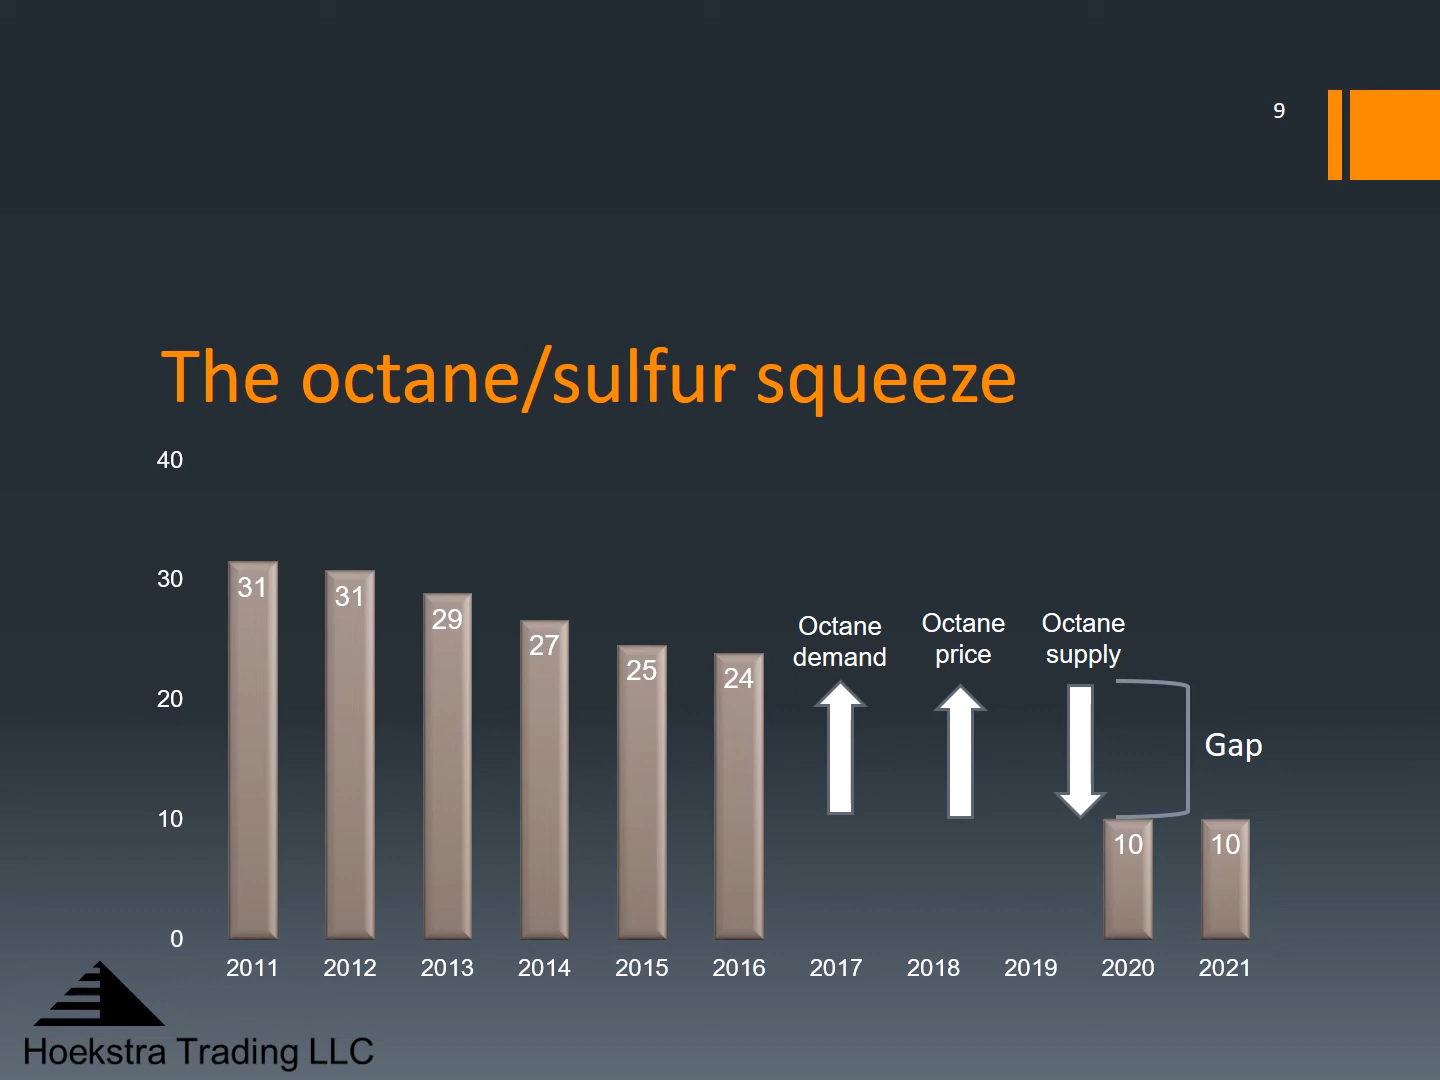 9
The octane/sulfur squeeze
40
30
20
10
0
31
31
29
27
25
24
10
10
Octane
demand
Octane
price
Octane
supply
Gap
2011
2012
2013
2014
2015
2016
2017
2018
2019
2020
2021
Hoekstra Trading LLC